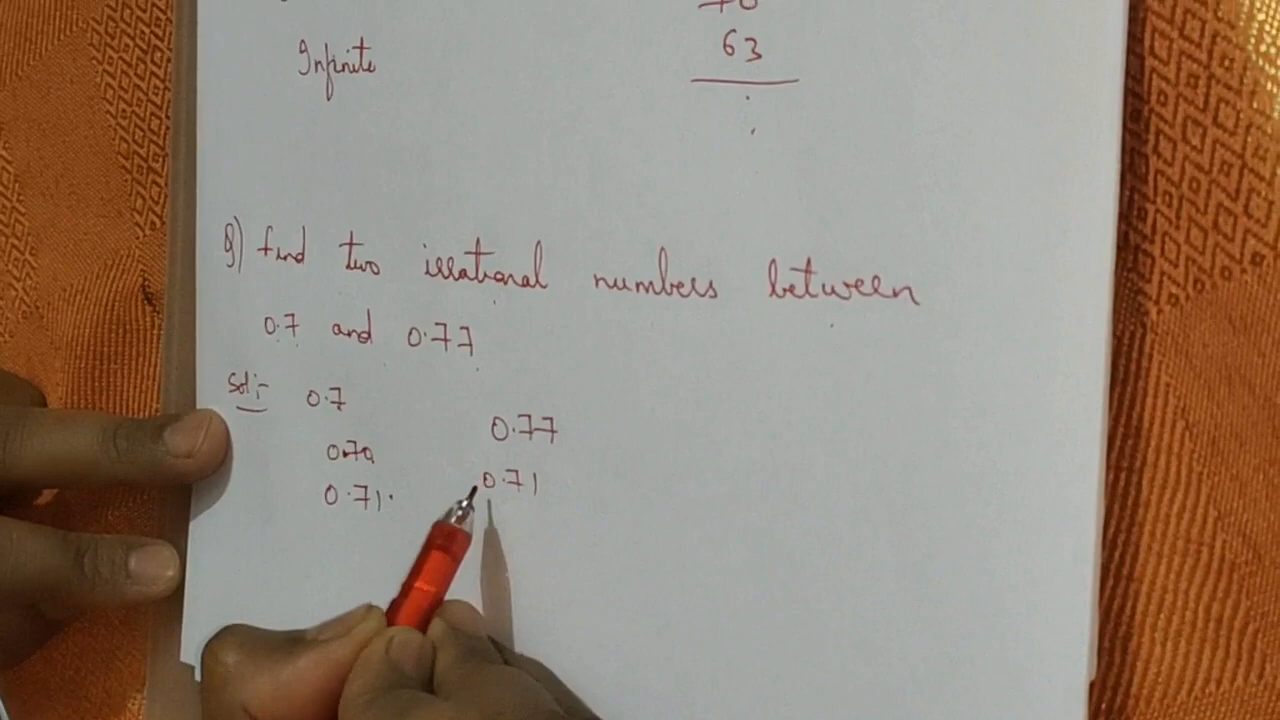 63
Infinite
Q) find two irrational numbers between
0.7 and 0.77
Sol:- 0.7
0.77
0.70
0.71
0.71.